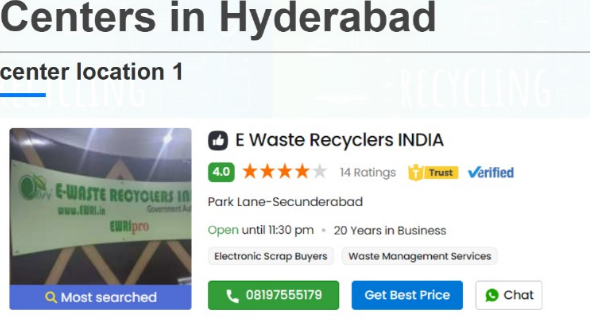 Centers in Hyderabad
center location 1
RECYCLING
E Waste Recyclers INDIA
4.0
14 Ratings
Trust
Verified
E-WASTE RECYCLERS IN
www.EWRI.in
Government Au
EWRIpro
Park Lane-Secunderabad
Open until 11:30 pm • 20 Years in Business
Electronic Scrap Buyers
Waste Management Services
Most searched
08197555179
Get Best Price
Chat